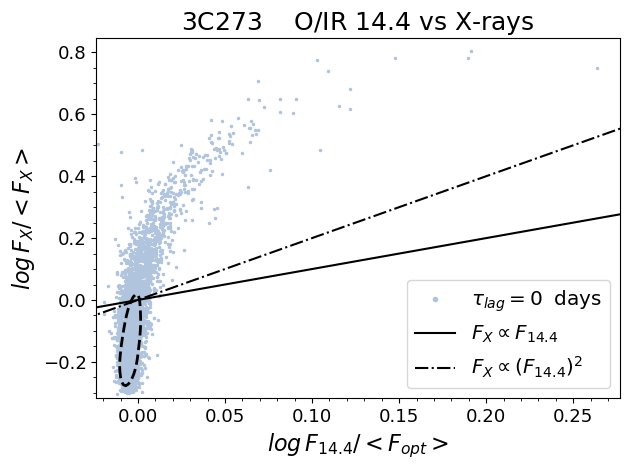 3C273 O/IR 14.4 vs X-rays
log F_X/<F_X>
0.8
0.6
0.4
0.2
0.0
−0.2
τ_lag = 0 days
F_X ∝ F_14.4
F_X ∝ (F_14.4)^2
0.00 0.05 0.10 0.15 0.20 0.25
log F_14.4/<F_opt>